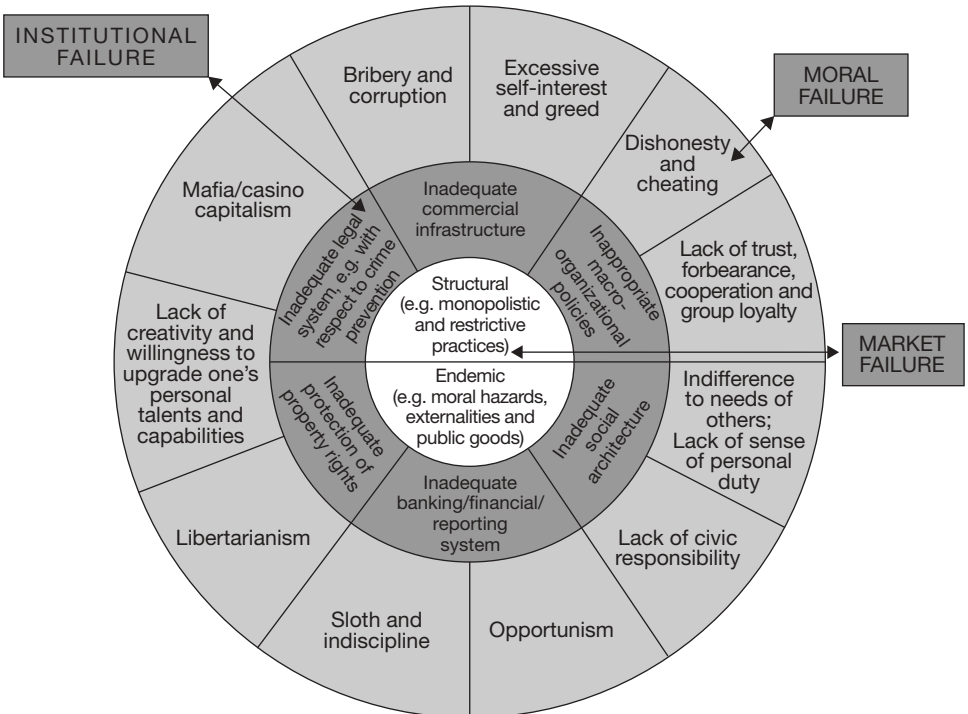 INSTITUTIONAL
FAILURE
MORAL
FAILURE
MARKET
FAILURE
Bribery and
corruption
Excessive
self-interest
and greed
Dishonesty
and
cheating
Lack of trust,
forbearance,
cooperation and
group loyalty
Indifference
to needs of
others;
Lack of sense
of personal
duty
Lack of civic
responsibility
Opportunism
Sloth and
indiscipline
Libertarianism
Lack of
creativity and
willingness to
upgrade one's
personal
talents and
capabilities
Mafia/casino
capitalism
Inadequate
commercial
infrastructure
Inappropriate
macro-
organizational
policies
Inadequate
social
architecture
Inadequate
banking/financial/
reporting
system
Inadequate
protection of
property rights
Inadequate legal
system, e.g. with
respect to crime
prevention
Structural
(e.g. monopolistic
and restrictive
practices)
Endemic
(e.g. moral hazards,
externalities and
public goods)